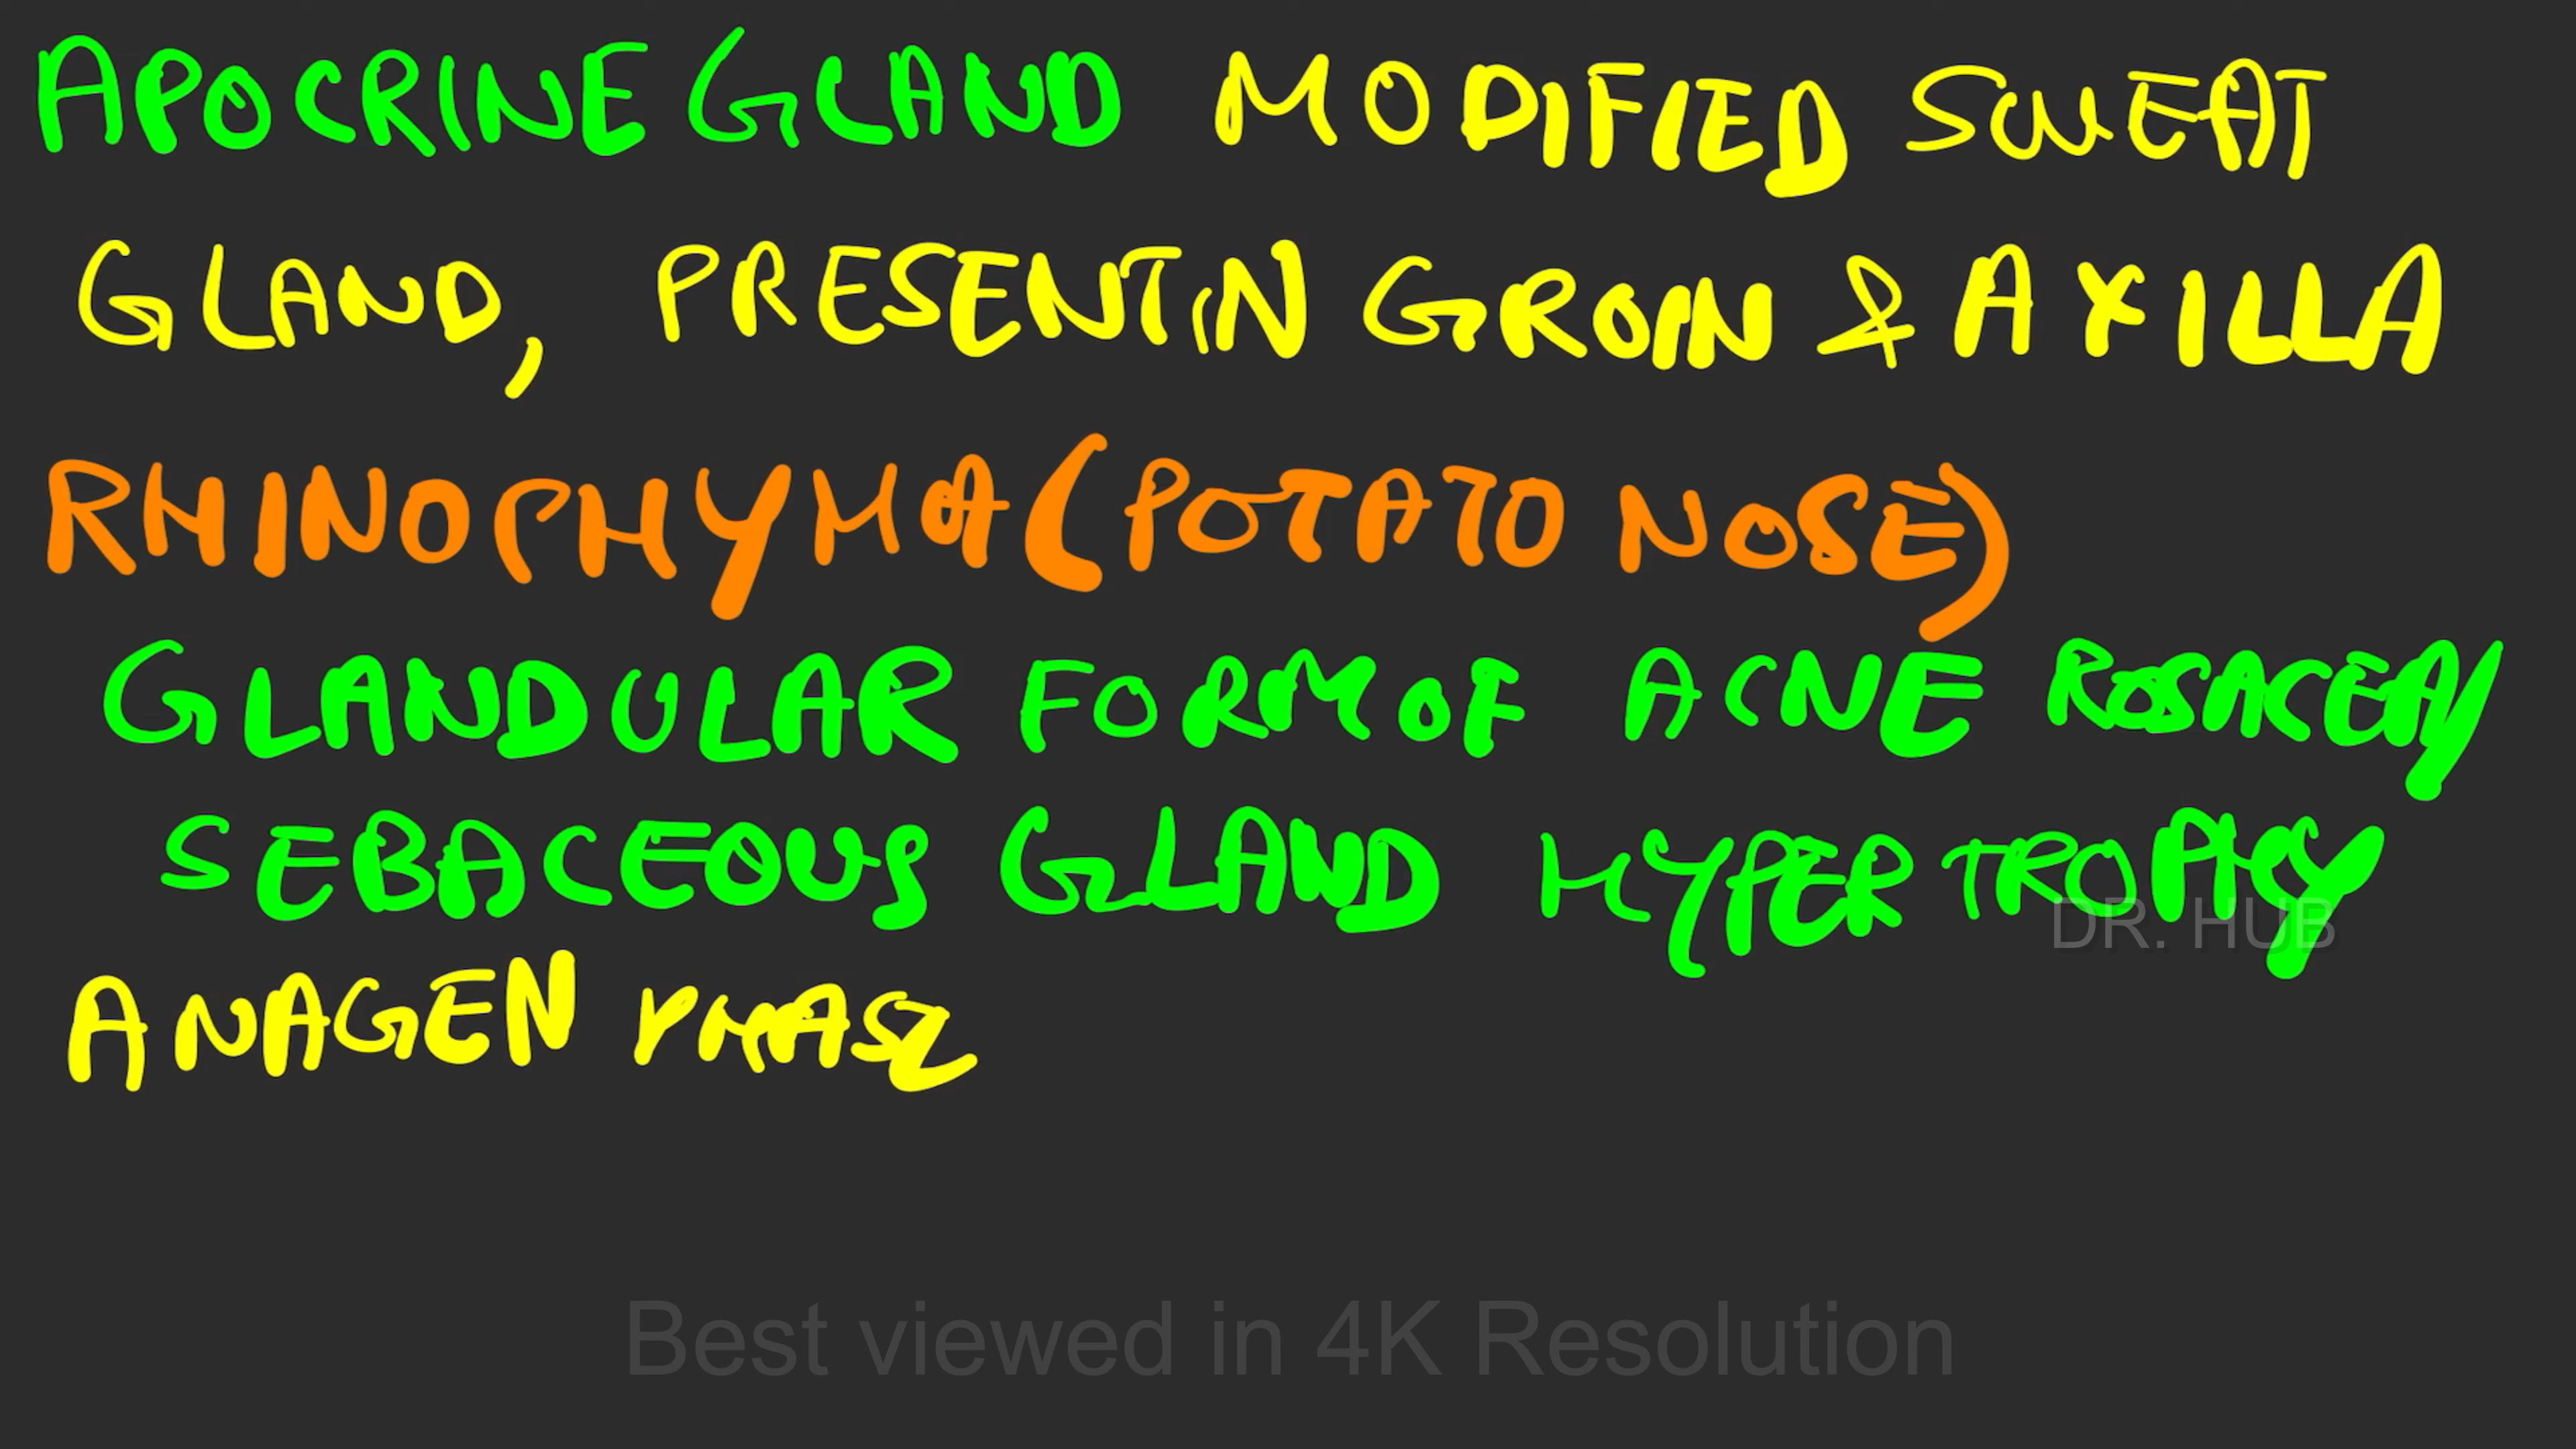 APOCRINE GLAND MODIFIED SWEAT
GLAND, PRESENT IN GROIN & AXILLA
RHINOPHYMA (POTATO NOSE)
GLANDULAR FORM OF ACNE ROSACEA/
SEBACEOUS GLAND HYPERTROPHY
DR. HUB
ANAGEN PHASE
Best viewed in 4K Resolution